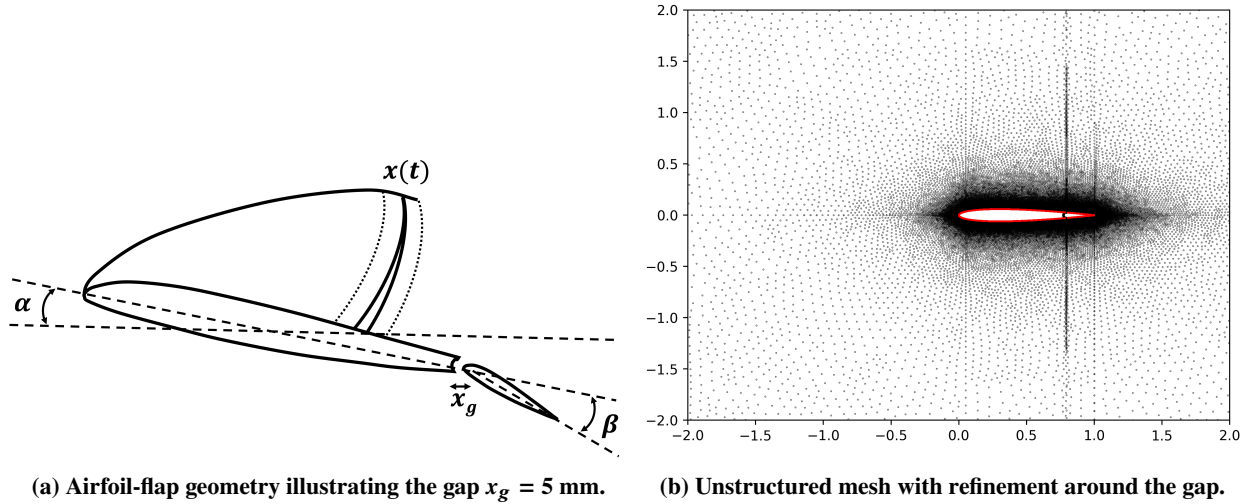 x(t)
α
x_g
β
2.0
1.5
1.0
0.5
0.0
−0.5
−1.0
−1.5
−2.0
−2.0 −1.5 −1.0 −0.5 0.0 0.5 1.0 1.5 2.0
(a) Airfoil-flap geometry illustrating the gap x_g = 5 mm.
(b) Unstructured mesh with refinement around the gap.